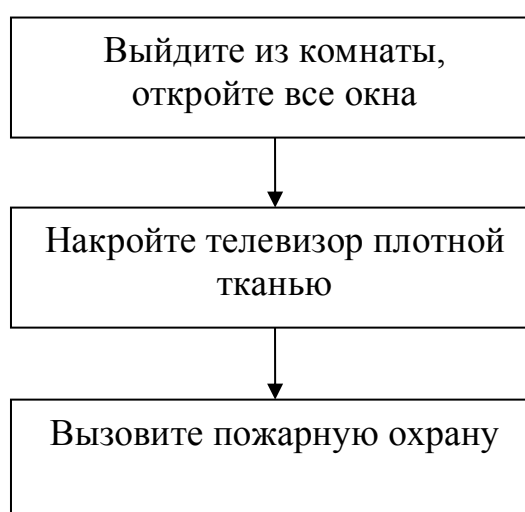 Выйдите из комнаты,
откройте все окна
Накройте телевизор плотной
тканью
Вызовите пожарную охрану